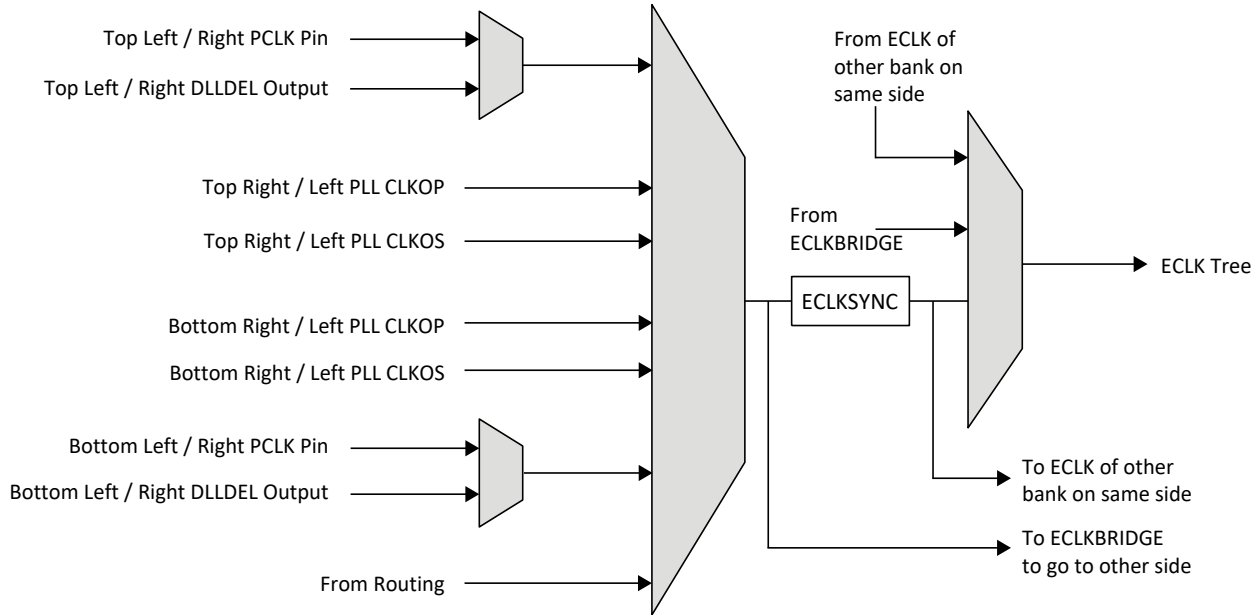 Top Left / Right PCLK Pin
Top Left / Right DLLDEL Output
Top Right / Left PLL CLKOP
Top Right / Left PLL CLKOS
Bottom Right / Left PLL CLKOP
Bottom Right / Left PLL CLKOS
Bottom Left / Right PCLK Pin
Bottom Left / Right DLLDEL Output
From Routing
ECLKSYNC
From ECLK of
other bank on
same side
From
ECLKBRIDGE
ECLK Tree
To ECLK of other
bank on same side
To ECLKBRIDGE
to go to other side